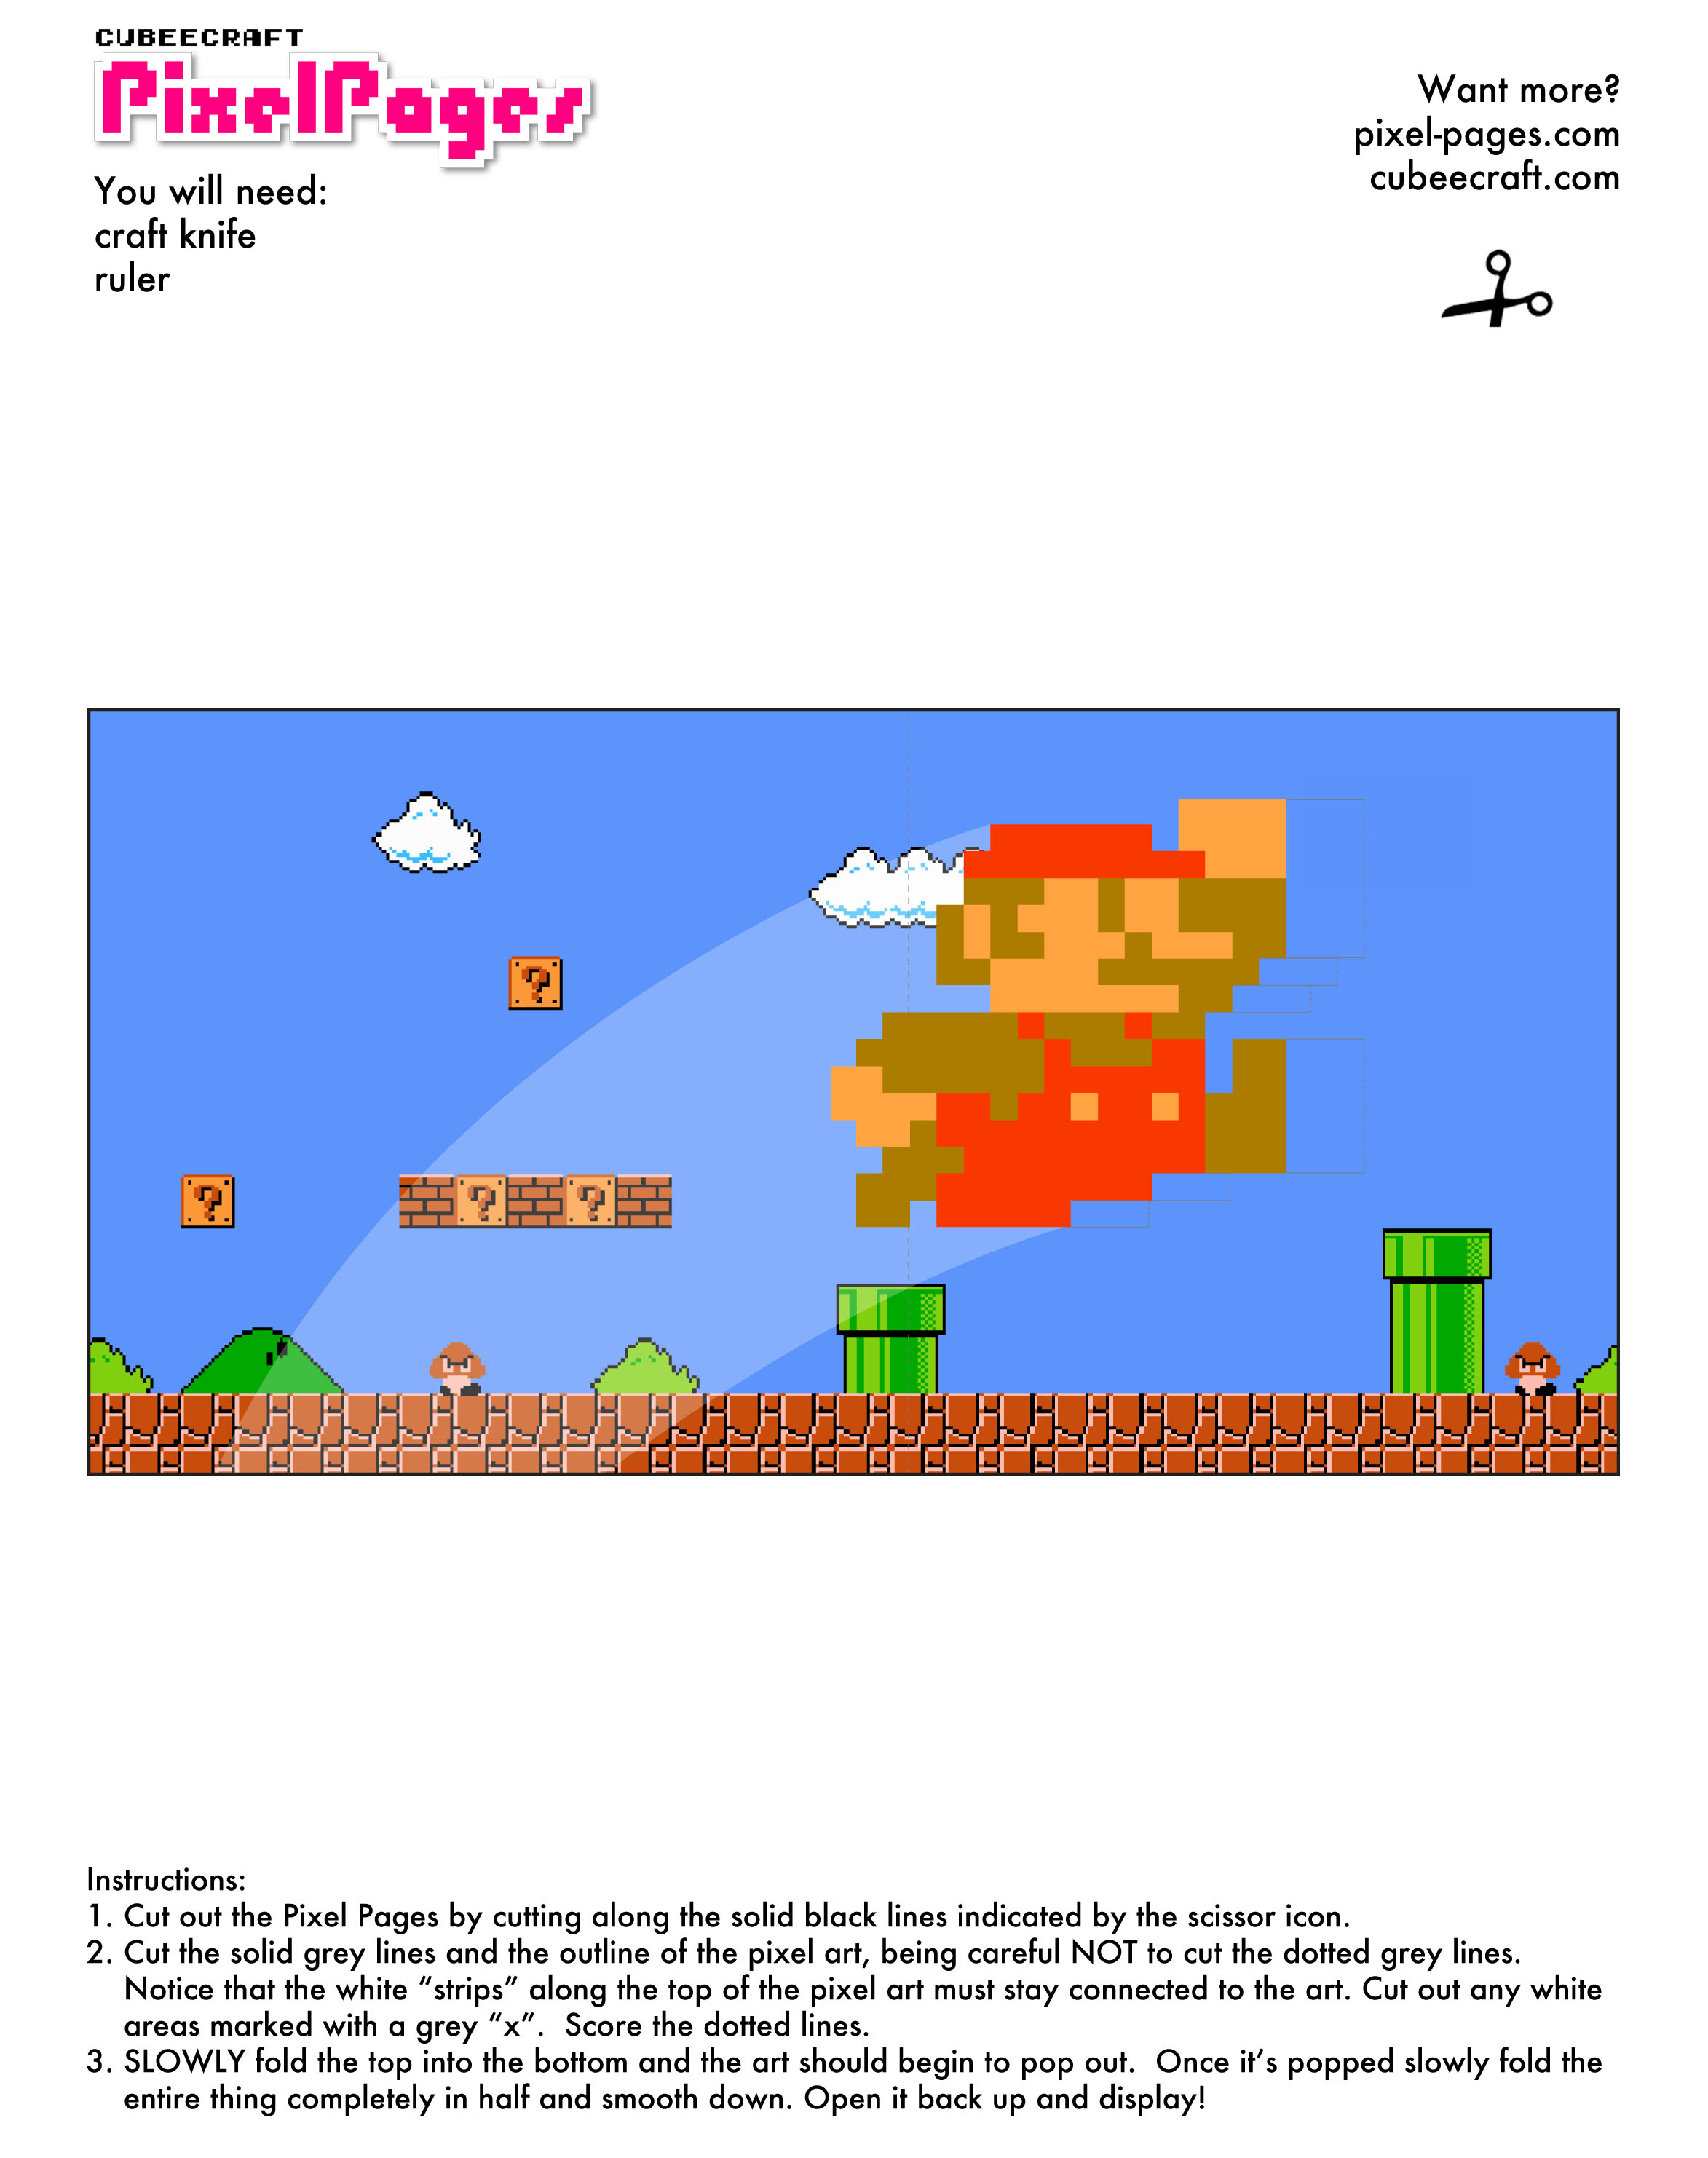 CUBEECRAFT
PixelPages
You will need:
craft knife
ruler
Want more?
pixel-pages.com
cubeecraft.com
?
?
?
?
Instructions:
1. Cut out the Pixel Pages by cutting along the solid black lines indicated by the scissor icon.
2. Cut the solid grey lines and the outline of the pixel art, being careful NOT to cut the dotted grey lines.
Notice that the white “strips” along the top of the pixel art must stay connected to the art. Cut out any white
areas marked with a grey “x”.  Score the dotted lines.
3. SLOWLY fold the top into the bottom and the art should begin to pop out.  Once it’s popped slowly fold the
entire thing completely in half and smooth down. Open it back up and display!